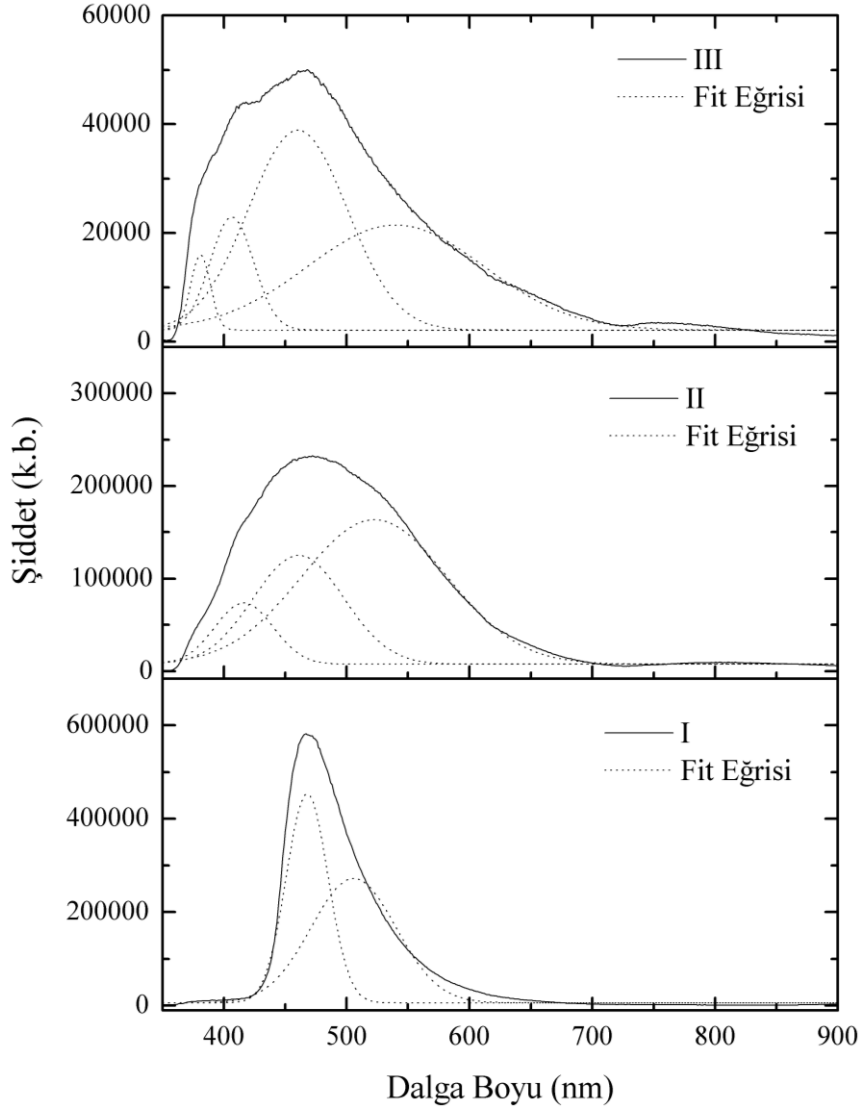 60000
III
Fit Eğrisi
40000
20000
0
300000
II
Fit Eğrisi
200000
100000
0
Şiddet (k.b.)
600000
I
Fit Eğrisi
400000
200000
0
400 500 600 700 800 900
Dalga Boyu (nm)